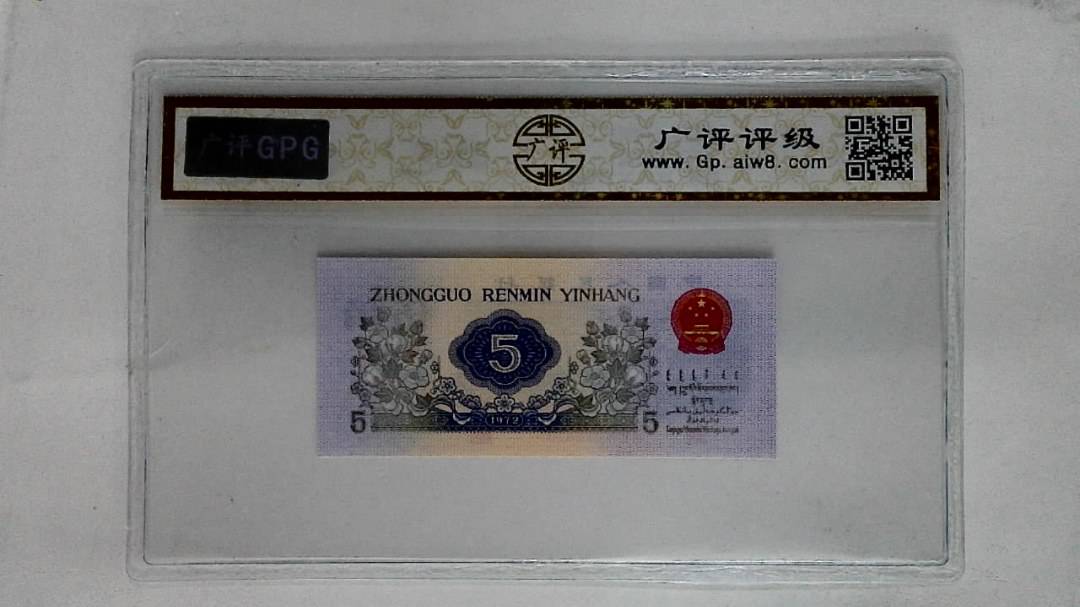 广评GPG
广评
广评评级
www. Gp. aiw8. com
ZHONGGUO RENMIN YINHANG
5
5
5
1972